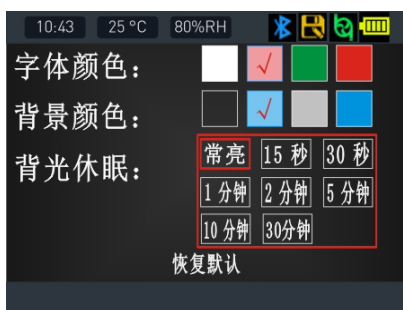 10:43 25 °C 80%RH
字体颜色：
背景颜色：
背光休眠：
常亮 15 秒 30 秒
1 分钟 2 分钟 5 分钟
10 分钟 30分钟
恢复默认